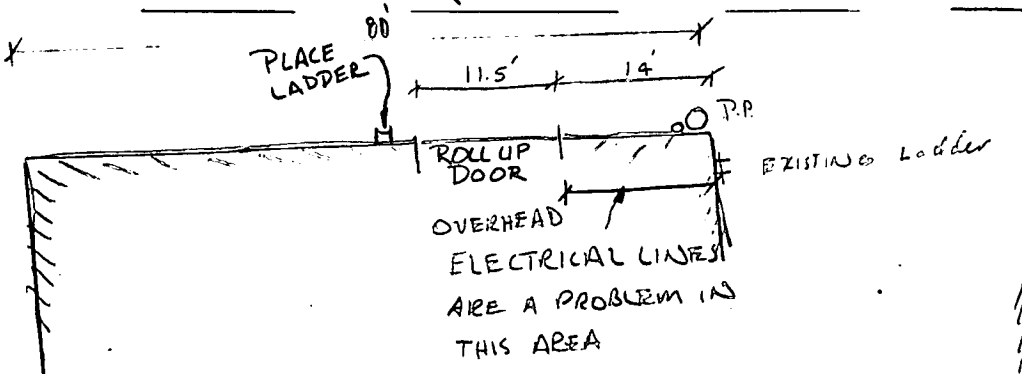 80'
PLACE
LADDER
11.5'
14'
P.P.
ROLL UP
DOOR
EXISTING Ladder
OVERHEAD
ELECTRICAL LINES
ARE A PROBLEM IN
THIS AREA